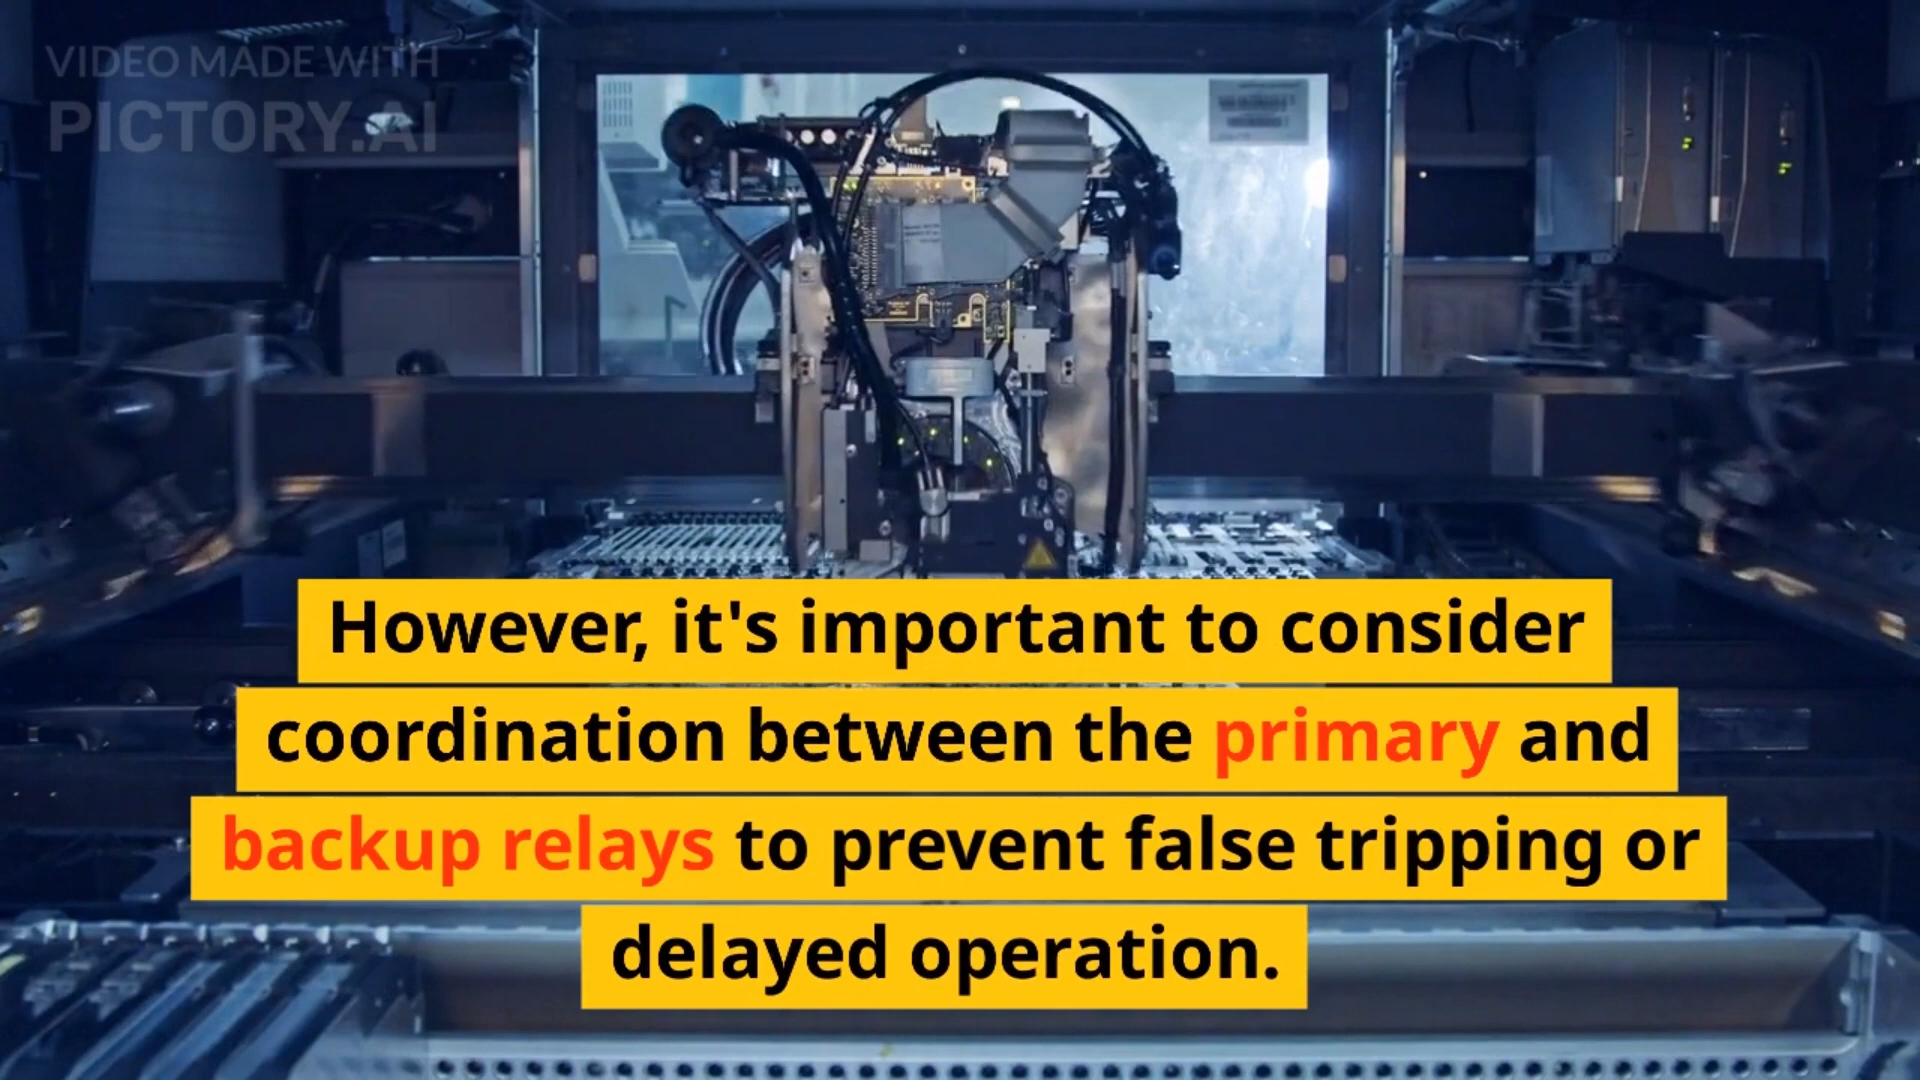 VIDEO MADE WITH
PICTORY.AI
However, it's important to consider
coordination between the primary and
backup relays to prevent false tripping or
delayed operation.